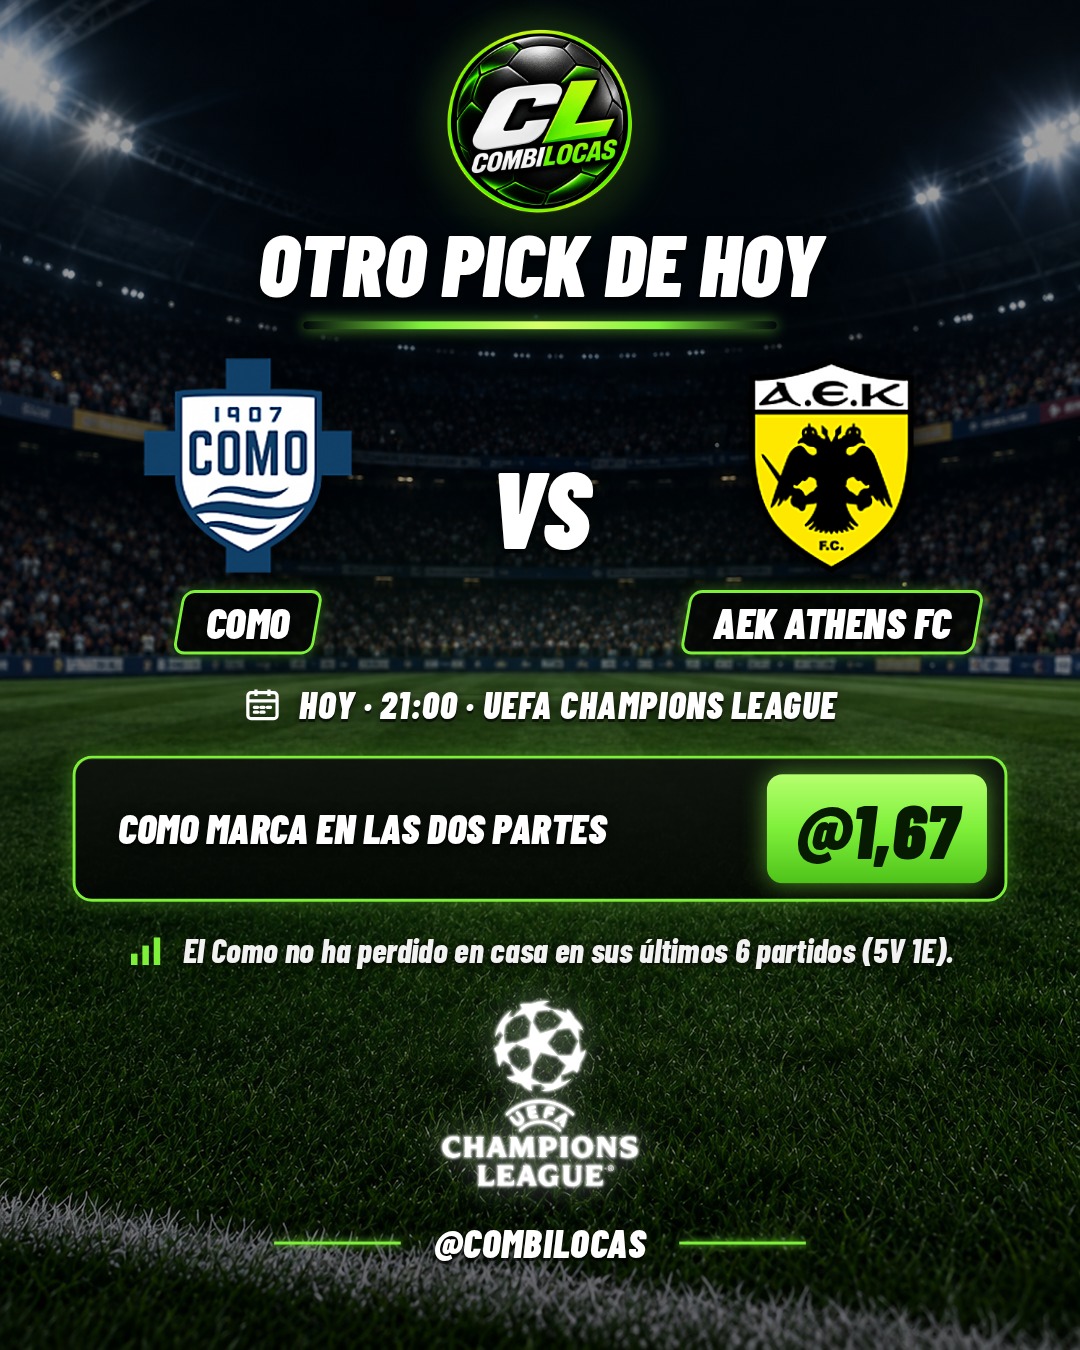 CL
COMBILOCAS
OTRO PICK DE HOY
1907
COMO
A.E.K
F.C.
VS
COMO
AEK ATHENS FC
HOY · 21:00 · UEFA CHAMPIONS LEAGUE
COMO MARCA EN LAS DOS PARTES
@1,67
El Como no ha perdido en casa en sus últimos 6 partidos (5V 1E).
UEFA
CHAMPIONS
LEAGUE®
@COMBILOCAS